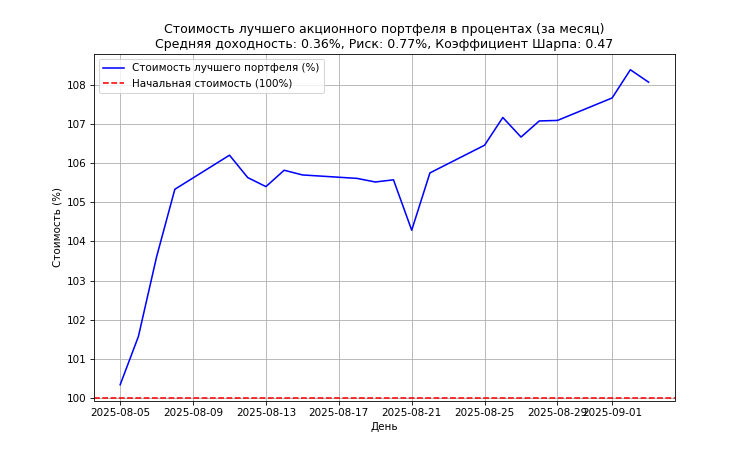 Стоимость лучшего акционного портфеля в процентах (за месяц)
Средняя доходность: 0.36%, Риск: 0.77%, Коэффициент Шарпа: 0.47
Стоимость лучшего портфеля (%)
Начальная стоимость (100%)
Стоимость (%)
108
107
106
105
104
103
102
101
100
2025-08-05 2025-08-09 2025-08-13 2025-08-17 2025-08-21 2025-08-25 2025-08-29 2025-09-01
День